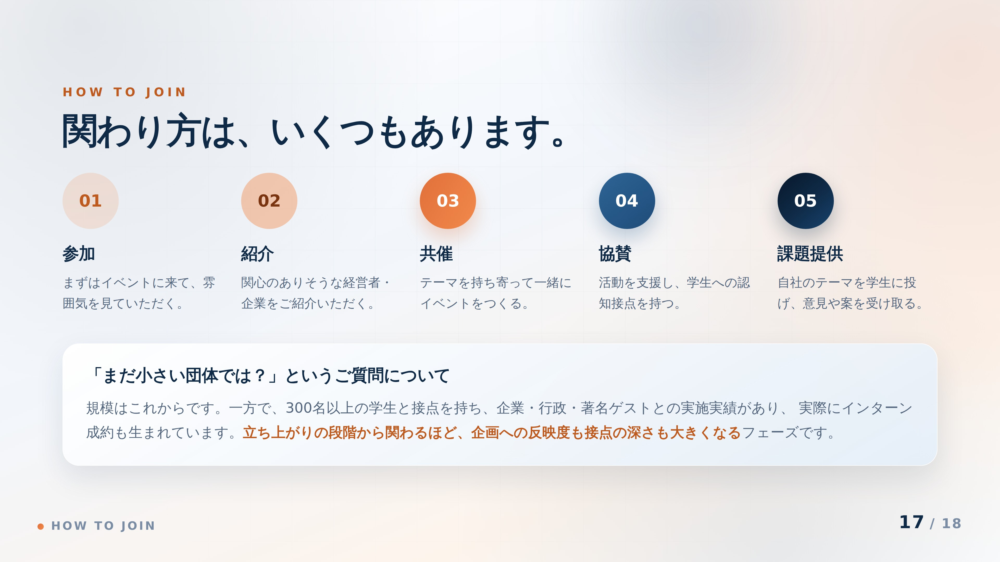 HOW TO JOIN
関わり方は、いくつもあります。
01
参加
まずはイベントに来て、雰
囲気を見ていただく。
02
紹介
関心のありそうな経営者・
企業をご紹介いただく。
03
共催
テーマを持ち寄って一緒に
イベントをつくる。
04
協賛
活動を支援し、学生への認
知接点を持つ。
05
課題提供
自社のテーマを学生に投
げ、意見や案を受け取る。
「まだ小さい団体では？」というご質問について
規模はこれからです。一方で、300名以上の学生と接点を持ち、企業・行政・著名ゲストとの実施実績があり、 実際にインターン
成約も生まれています。立ち上がりの段階から関わるほど、企画への反映度も接点の深さも大きくなるフェーズです。
HOW TO JOIN
17 / 18